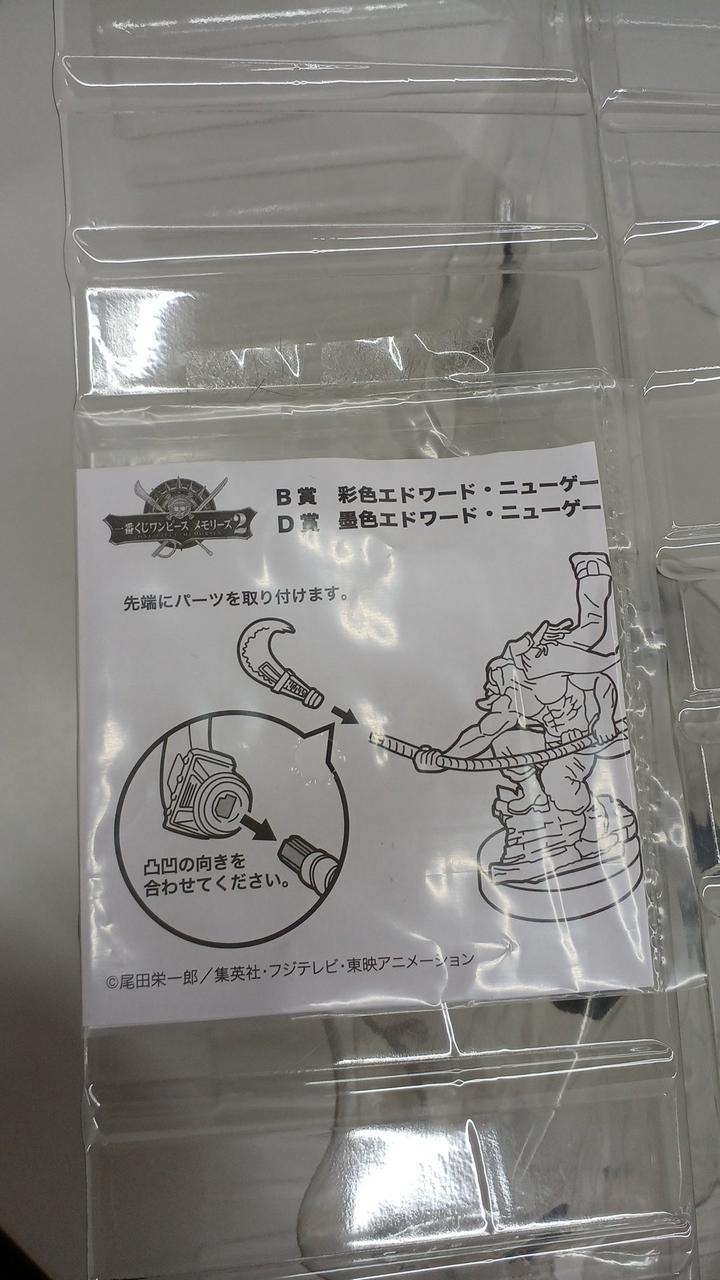 一番くじワンピース メモリーズ2
B賞 彩色エドワード・ニューゲー
D賞 墨色エドワード・ニューゲー
先端にパーツを取り付けます。
凸凹の向きを
合わせてください。
©尾田栄一郎／集英社・フジテレビ・東映アニメーション